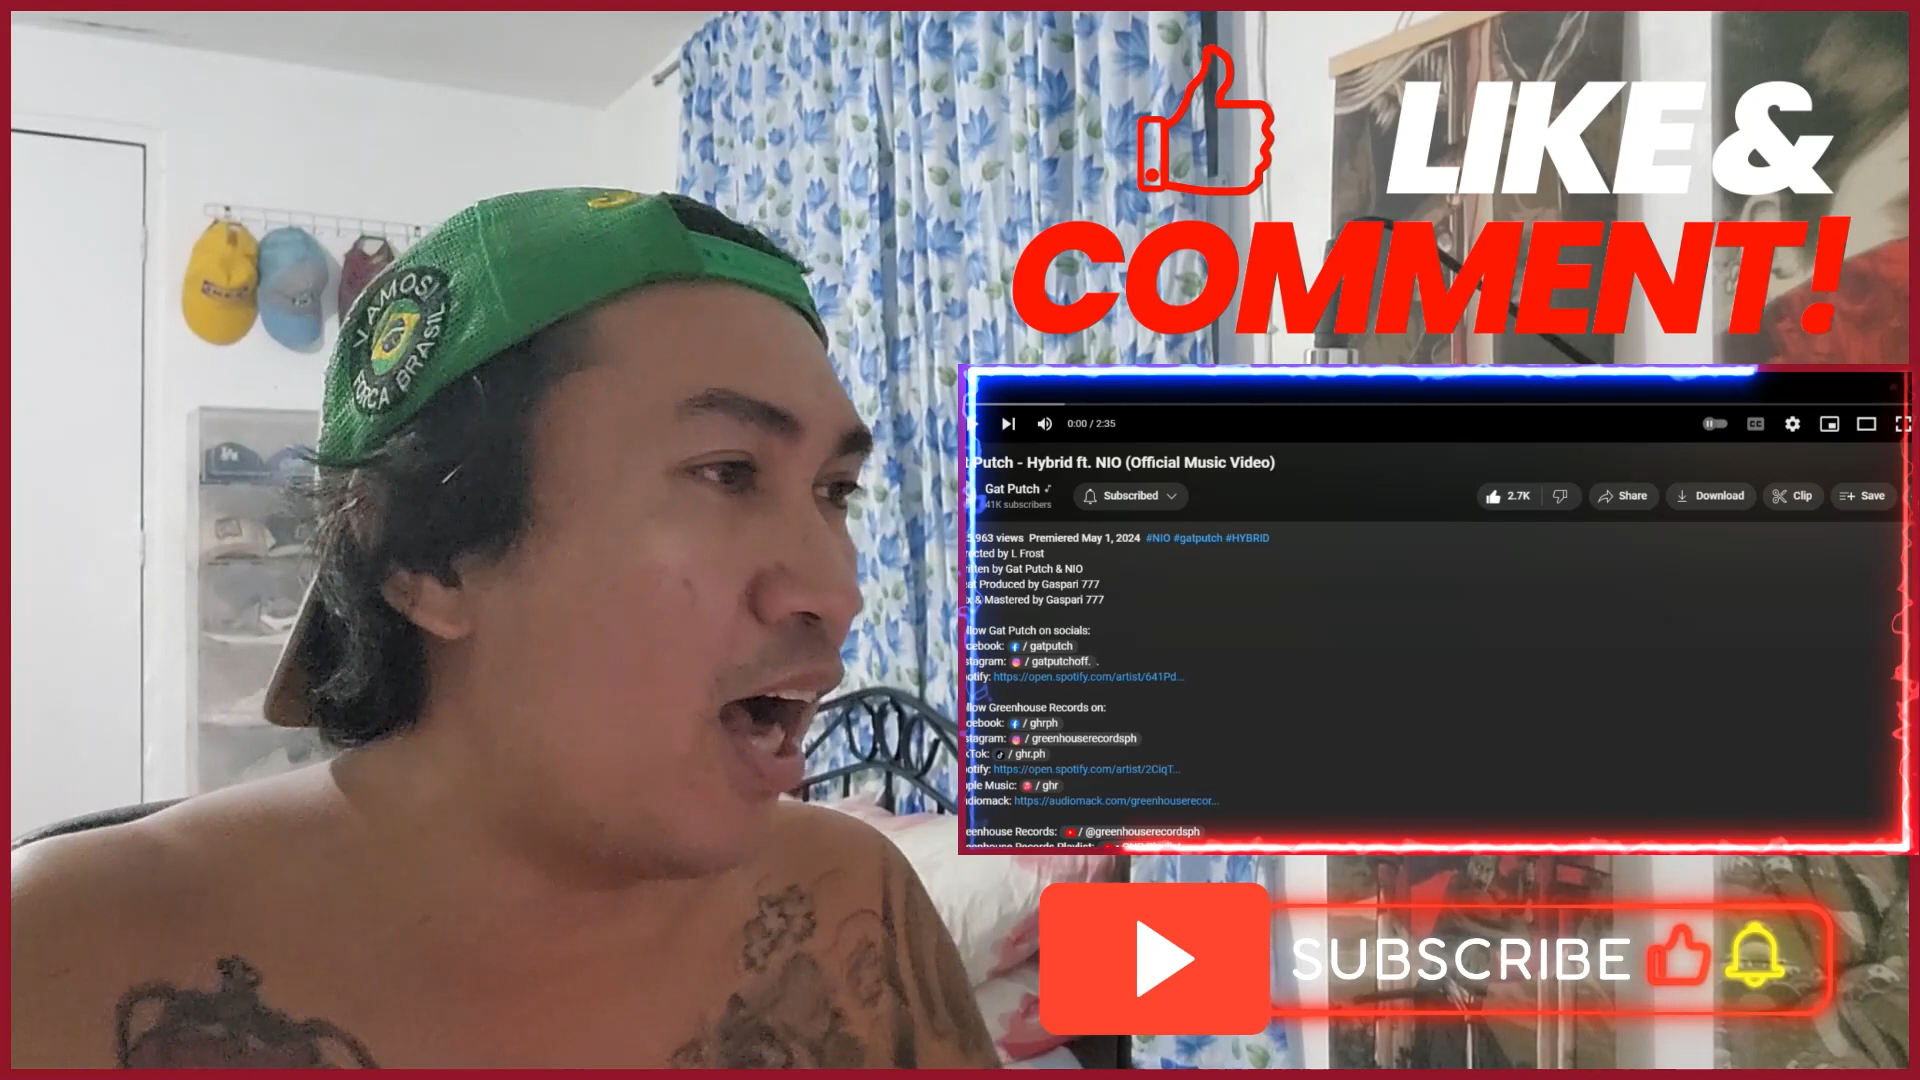 LIKE &
COMMENT!
VAMOS!
FORÇA BRASIL
0:00 / 2:35
CC
Putch - Hybrid ft. NIO (Official Music Video)
Gat Putch
41K subscribers
Subscribed
2.7K
Share
Download
Clip
Save
963 views Premiered May 1, 2024 #NIO #gatputch #HYBRID
ected by L Frost
tten by Gat Putch & NIO
at Produced by Gaspari 777
& Mastered by Gaspari 777
llow Gat Putch on socials:
cebook: / gatputch
stagram: / gatputchoff. .
otify: https://open.spotify.com/artist/641Pd...
llow Greenhouse Records on:
cebook: / ghrph
stagram: / greenhouserecordsph
kTok: / ghr.ph
otify: https://open.spotify.com/artist/2CiqT...
ple Music: / ghr
diomack: https://audiomack.com/greenhouserecor...
eenhouse Records: / @greenhouserecordsph
SUBSCRIBE